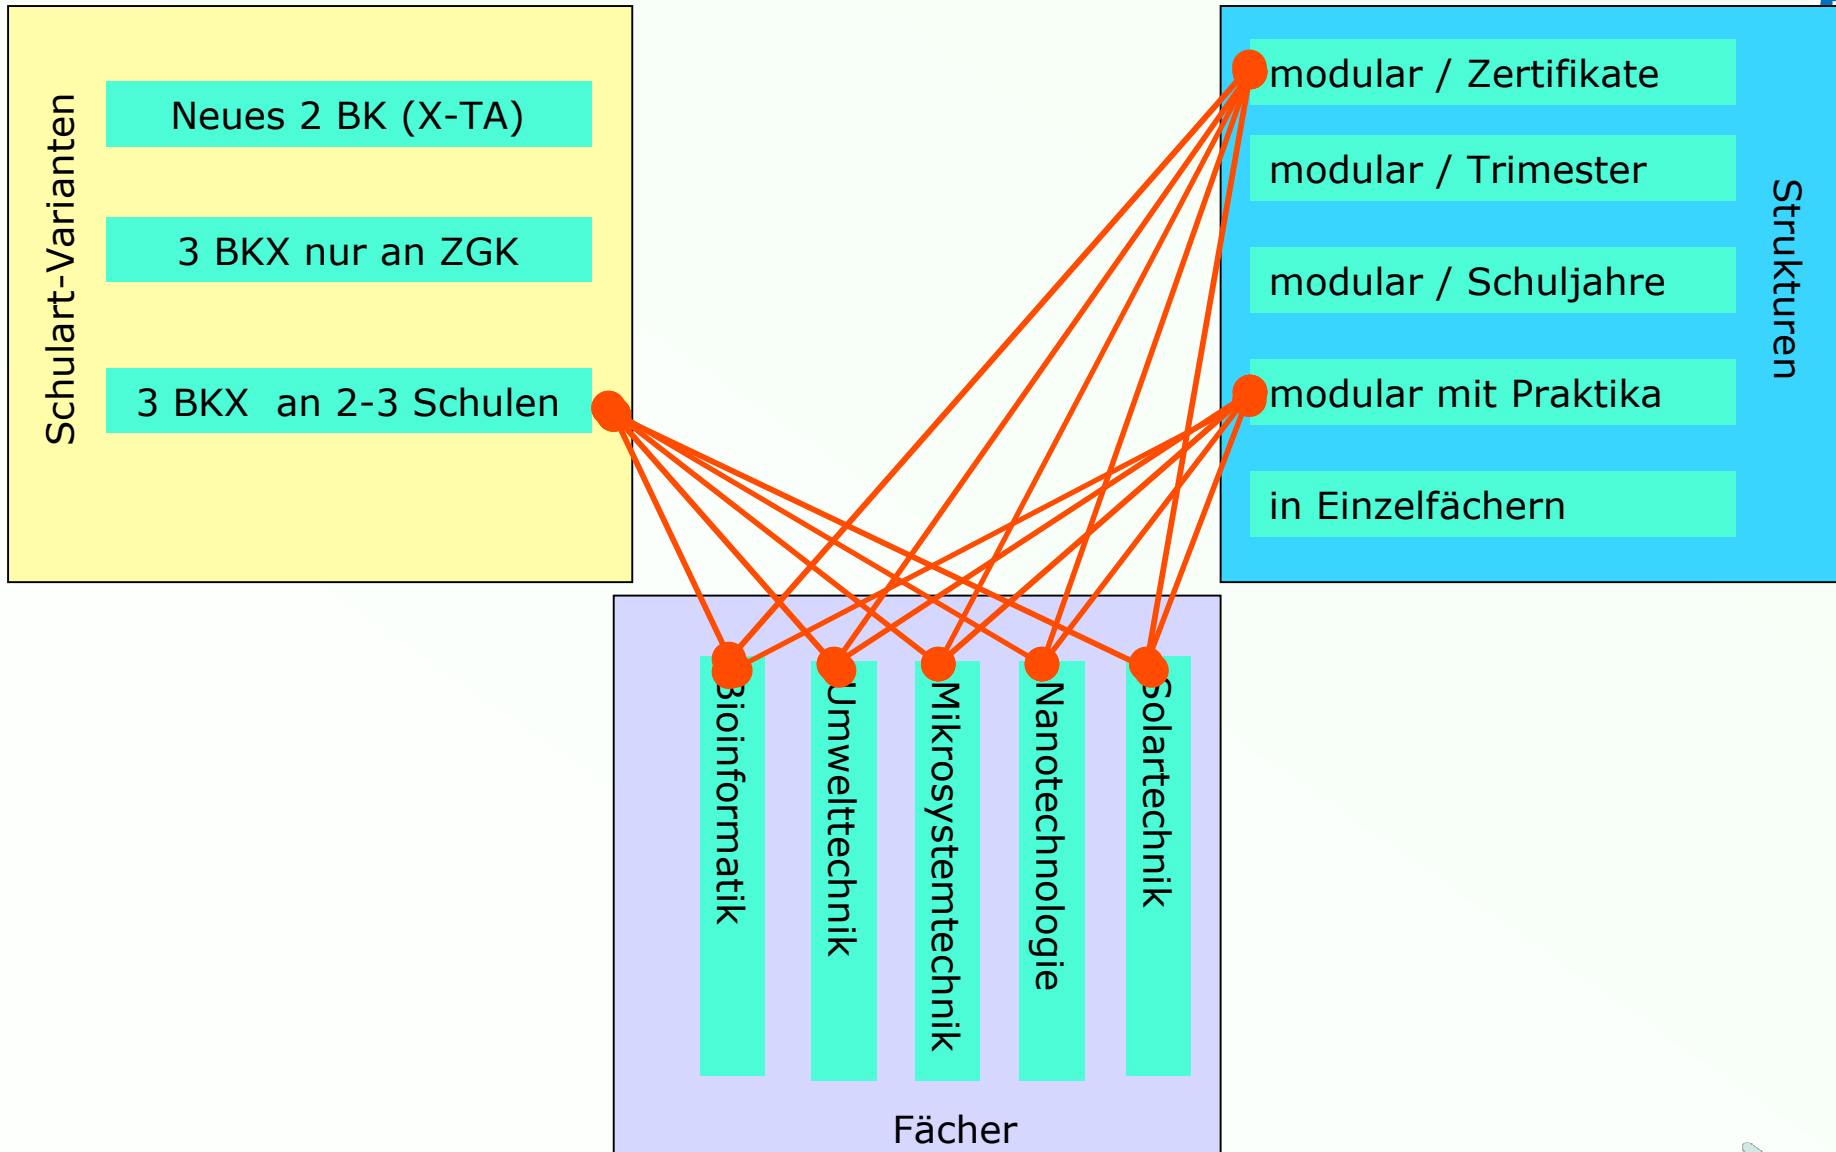 Schulart-Varianten
Neues 2 BK (X-TA)
3 BKX nur an ZGK
3 BKX  an 2-3 Schulen
modular / Zertifikate
modular / Trimester
modular / Schuljahre
modular mit Praktika
in Einzelfächern
Strukturen
Bioinformatik
Umwelttechnik
Mikrosystemtechnik
Nanotechnologie
Solartechnik
Fächer